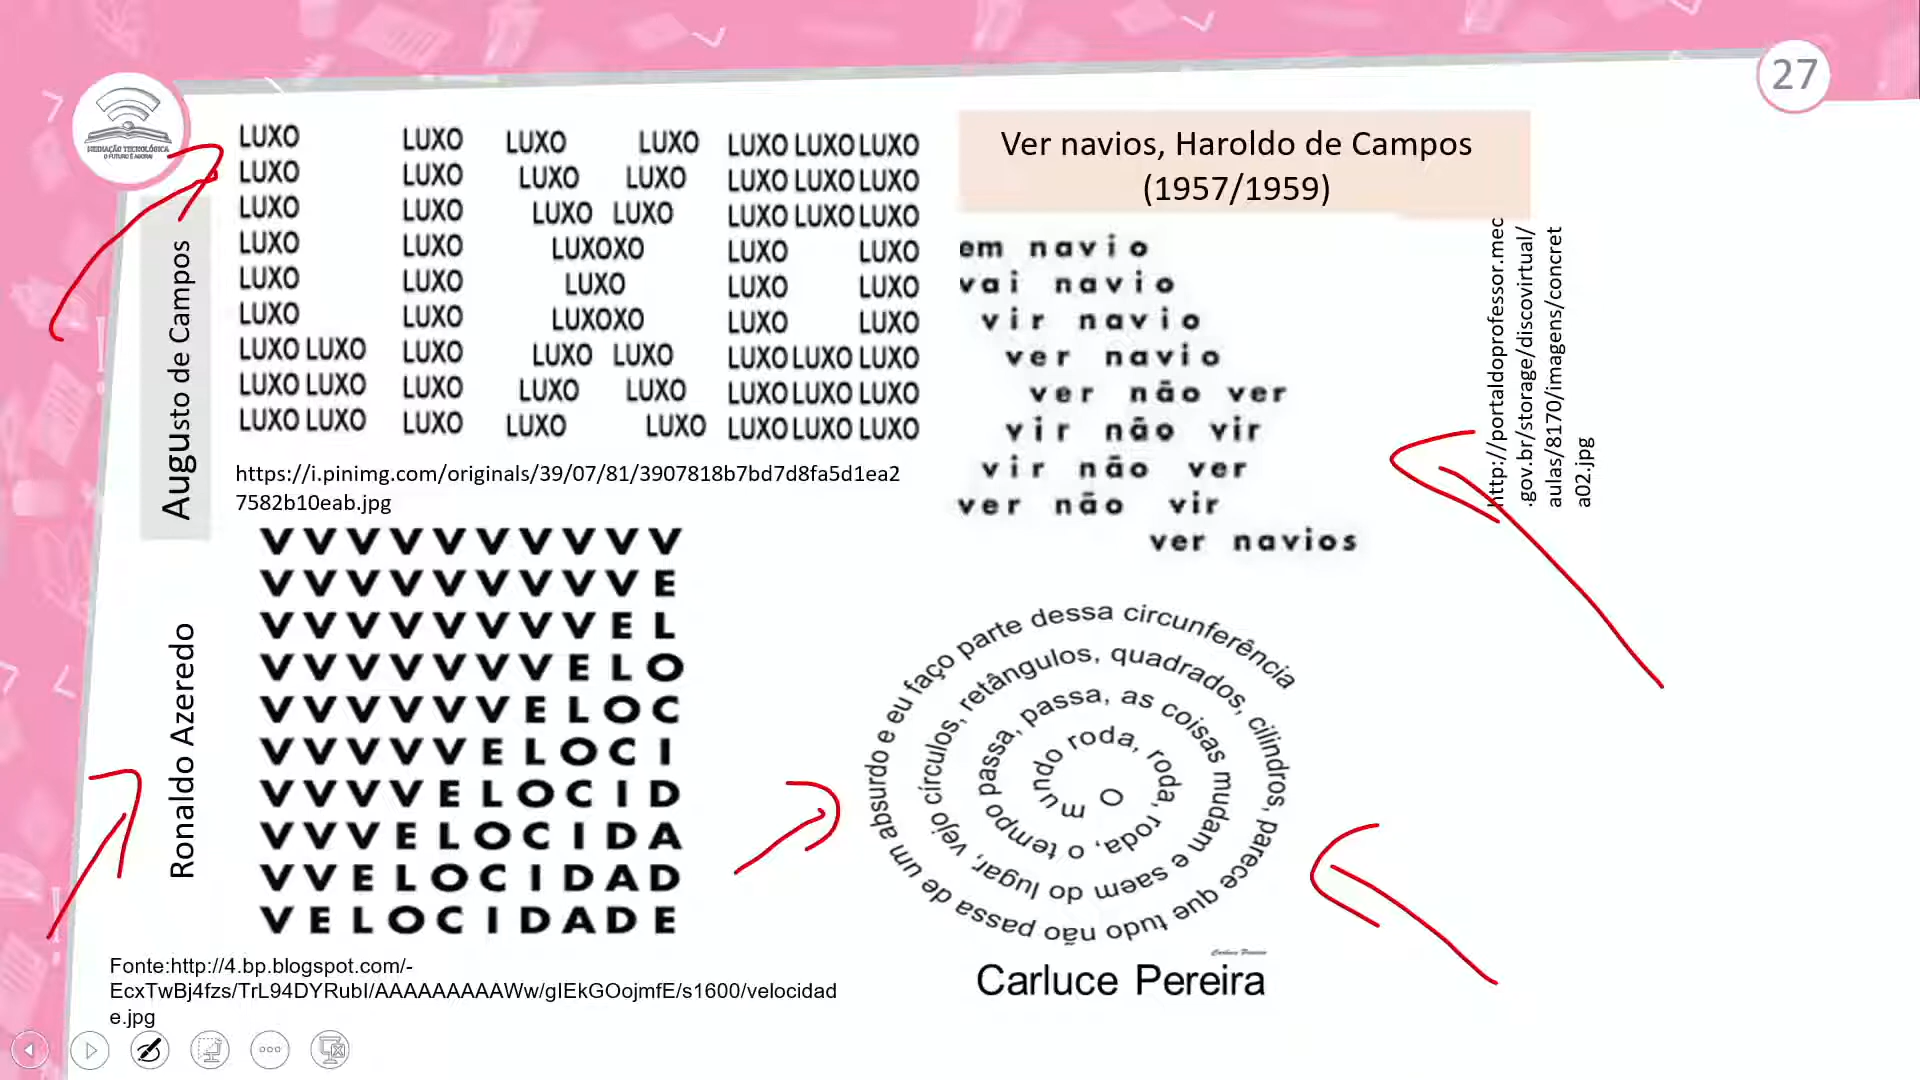 27
MEDIAÇÃO TECNOLÓGICA
O FUTURO É AGORA!
Augusto de Campos
LUXO LUXO LUXO LUXO LUXO LUXO LUXO
LUXO LUXO LUXO LUXO LUXO LUXO LUXO
LUXO LUXO LUXO LUXO LUXO LUXO LUXO
LUXO LUXO LUXOXO LUXO LUXO
LUXO LUXO LUXO LUXO LUXO
LUXO LUXO LUXOXO LUXO LUXO
LUXO LUXO LUXO LUXO LUXO LUXO LUXO LUXO
LUXO LUXO LUXO LUXO LUXO LUXO LUXO LUXO
LUXO LUXO LUXO LUXO LUXO LUXO LUXO LUXO
https://i.pinimg.com/originals/39/07/81/3907818b7bd7d8fa5d1ea2
7582b10eab.jpg
Ver navios, Haroldo de Campos
(1957/1959)
em navio
vai navio
vir navio
ver navio
ver não ver
vir não vir
vir não ver
ver não vir
ver navios
http://portaldoprofessor.mec
.gov.br/storage/discovirtual/
aulas/8170/imagens/concret
a02.jpg
Ronaldo Azeredo
V V V V V V V V V V
V V V V V V V V V E
V V V V V V V V E L
V V V V V V V E L O
V V V V V V E L O C
V V V V V E L O C I
V V V V E L O C I D
V V V E L O C I D A
V V E L O C I D A D
V E L O C I D A D E
Fonte:http://4.bp.blogspot.com/-
EcxTwBj4fzs/TrL94DYRubI/AAAAAAAAAWw/gIEkGOojmfE/s1600/velocidad
e.jpg
O mundo roda, roda, roda, o tempo passa, passa, as coisas mudam e saem do lugar, vejo círculos, retângulos, quadrados, cilindros, parece que tudo não passa de um absurdo e eu faço parte dessa circunferência
Carluce Pereira
Carluce Pereira